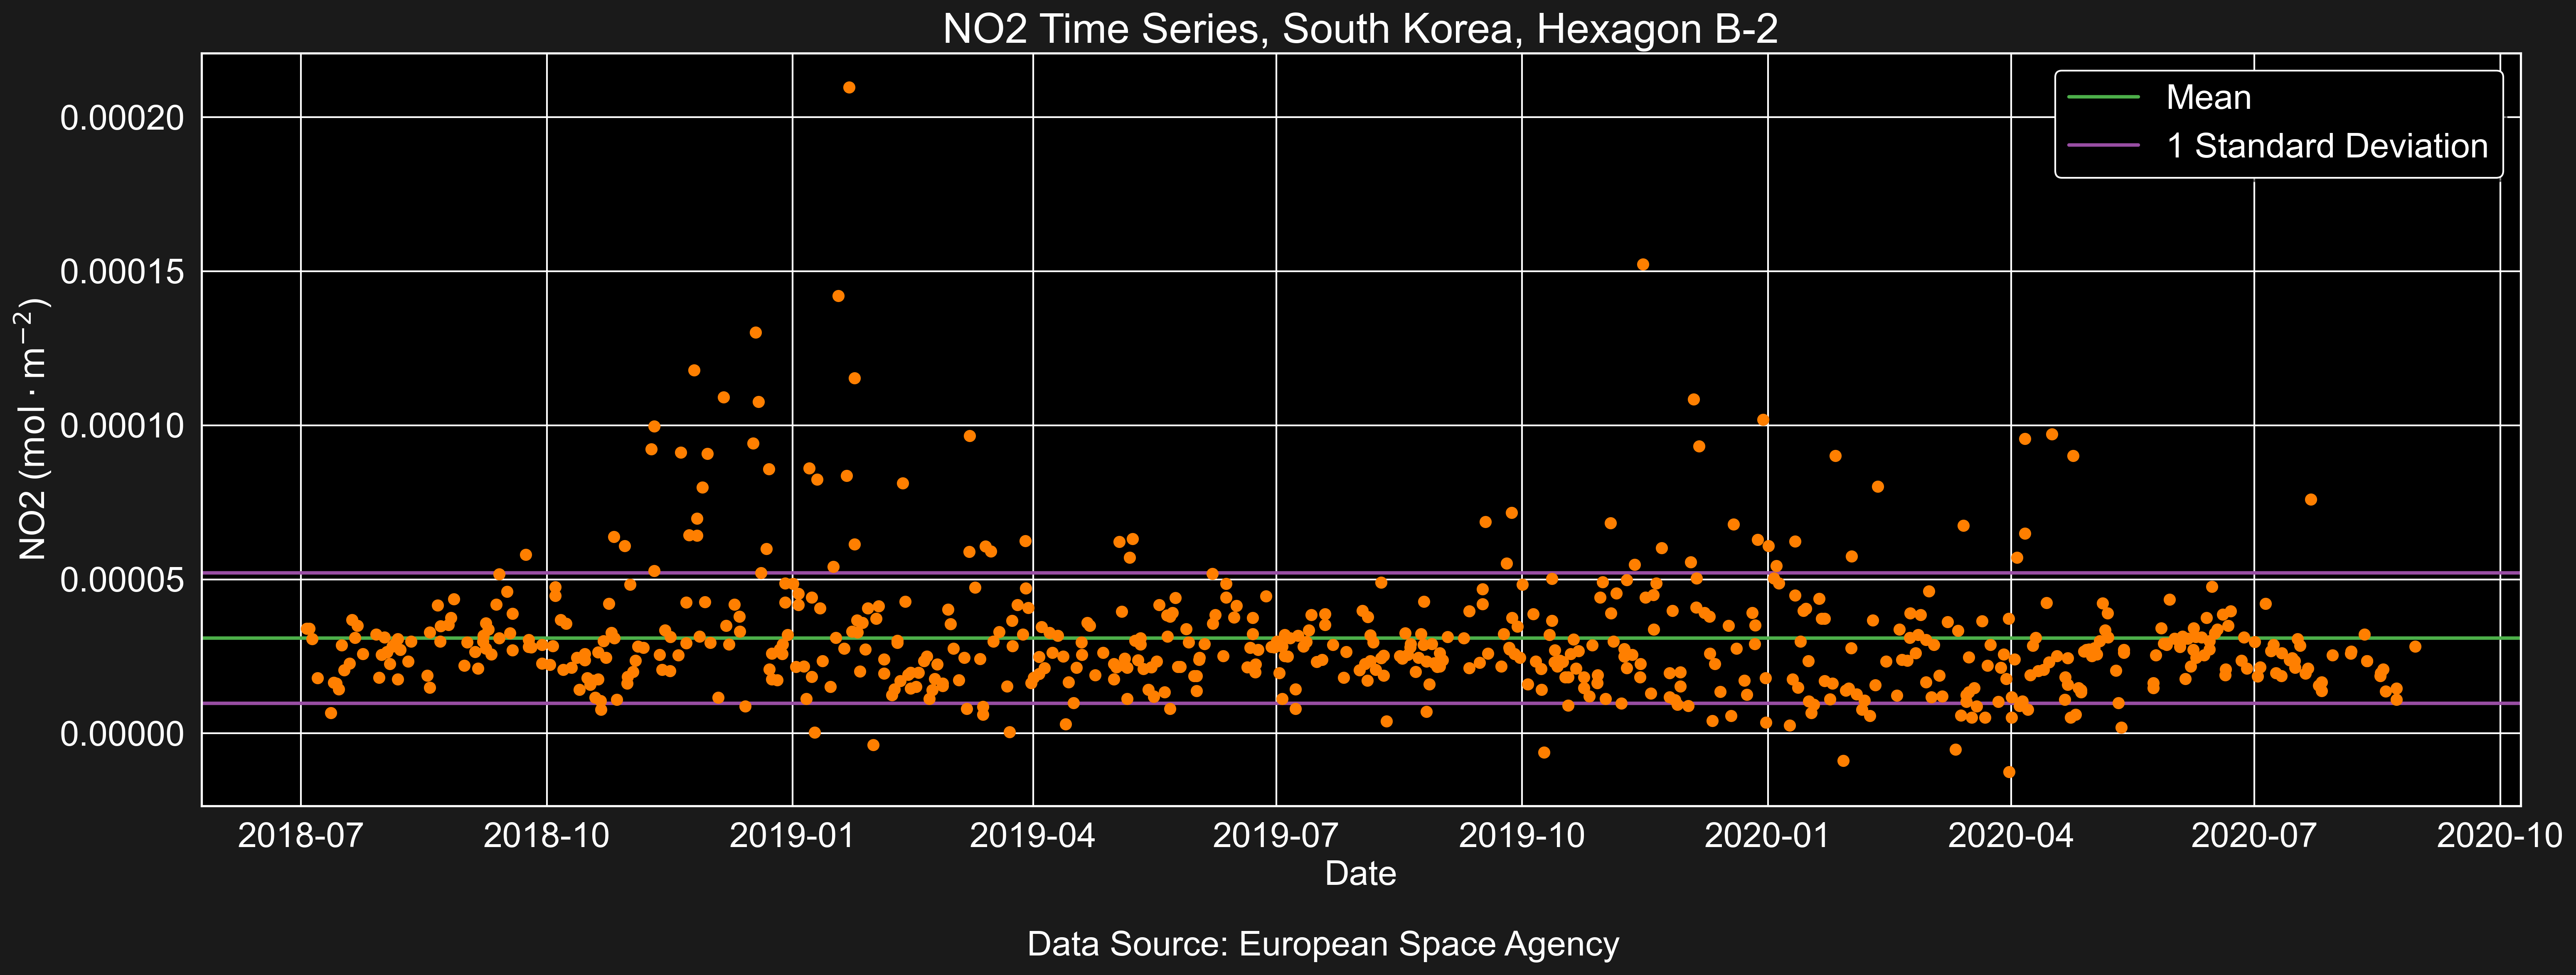 NO2 Time Series, South Korea, Hexagon B-2
Mean
1 Standard Deviation
0.00020
0.00015
0.00010
0.00005
0.00000
NO2 (mol · m⁻²)
2018-07 2018-10 2019-01 2019-04 2019-07 2019-10 2020-01 2020-04 2020-07 2020-10
Date
Data Source: European Space Agency